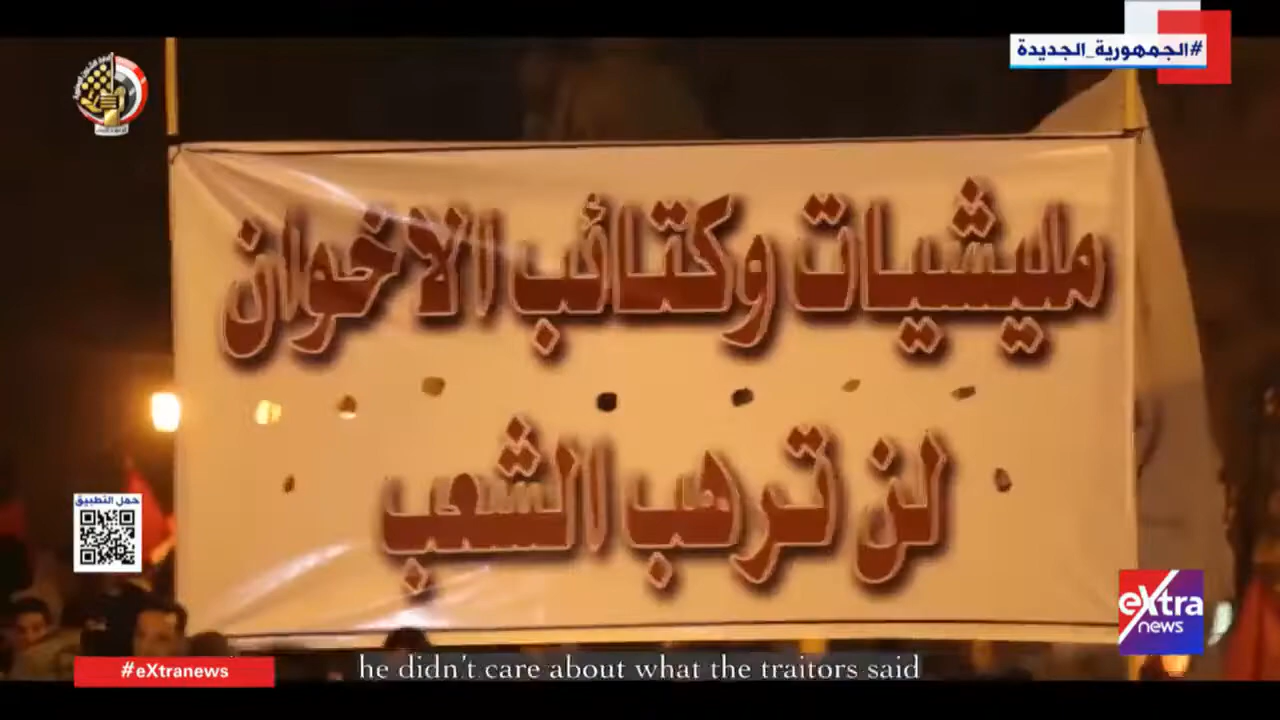 #الجمهورية_الجديدة
مليشيات وكتائب الاخوان
لن ترهب الشعب
حمل التطبيق
eXtra
news
#eXtranews
he didn't care about what the traitors said